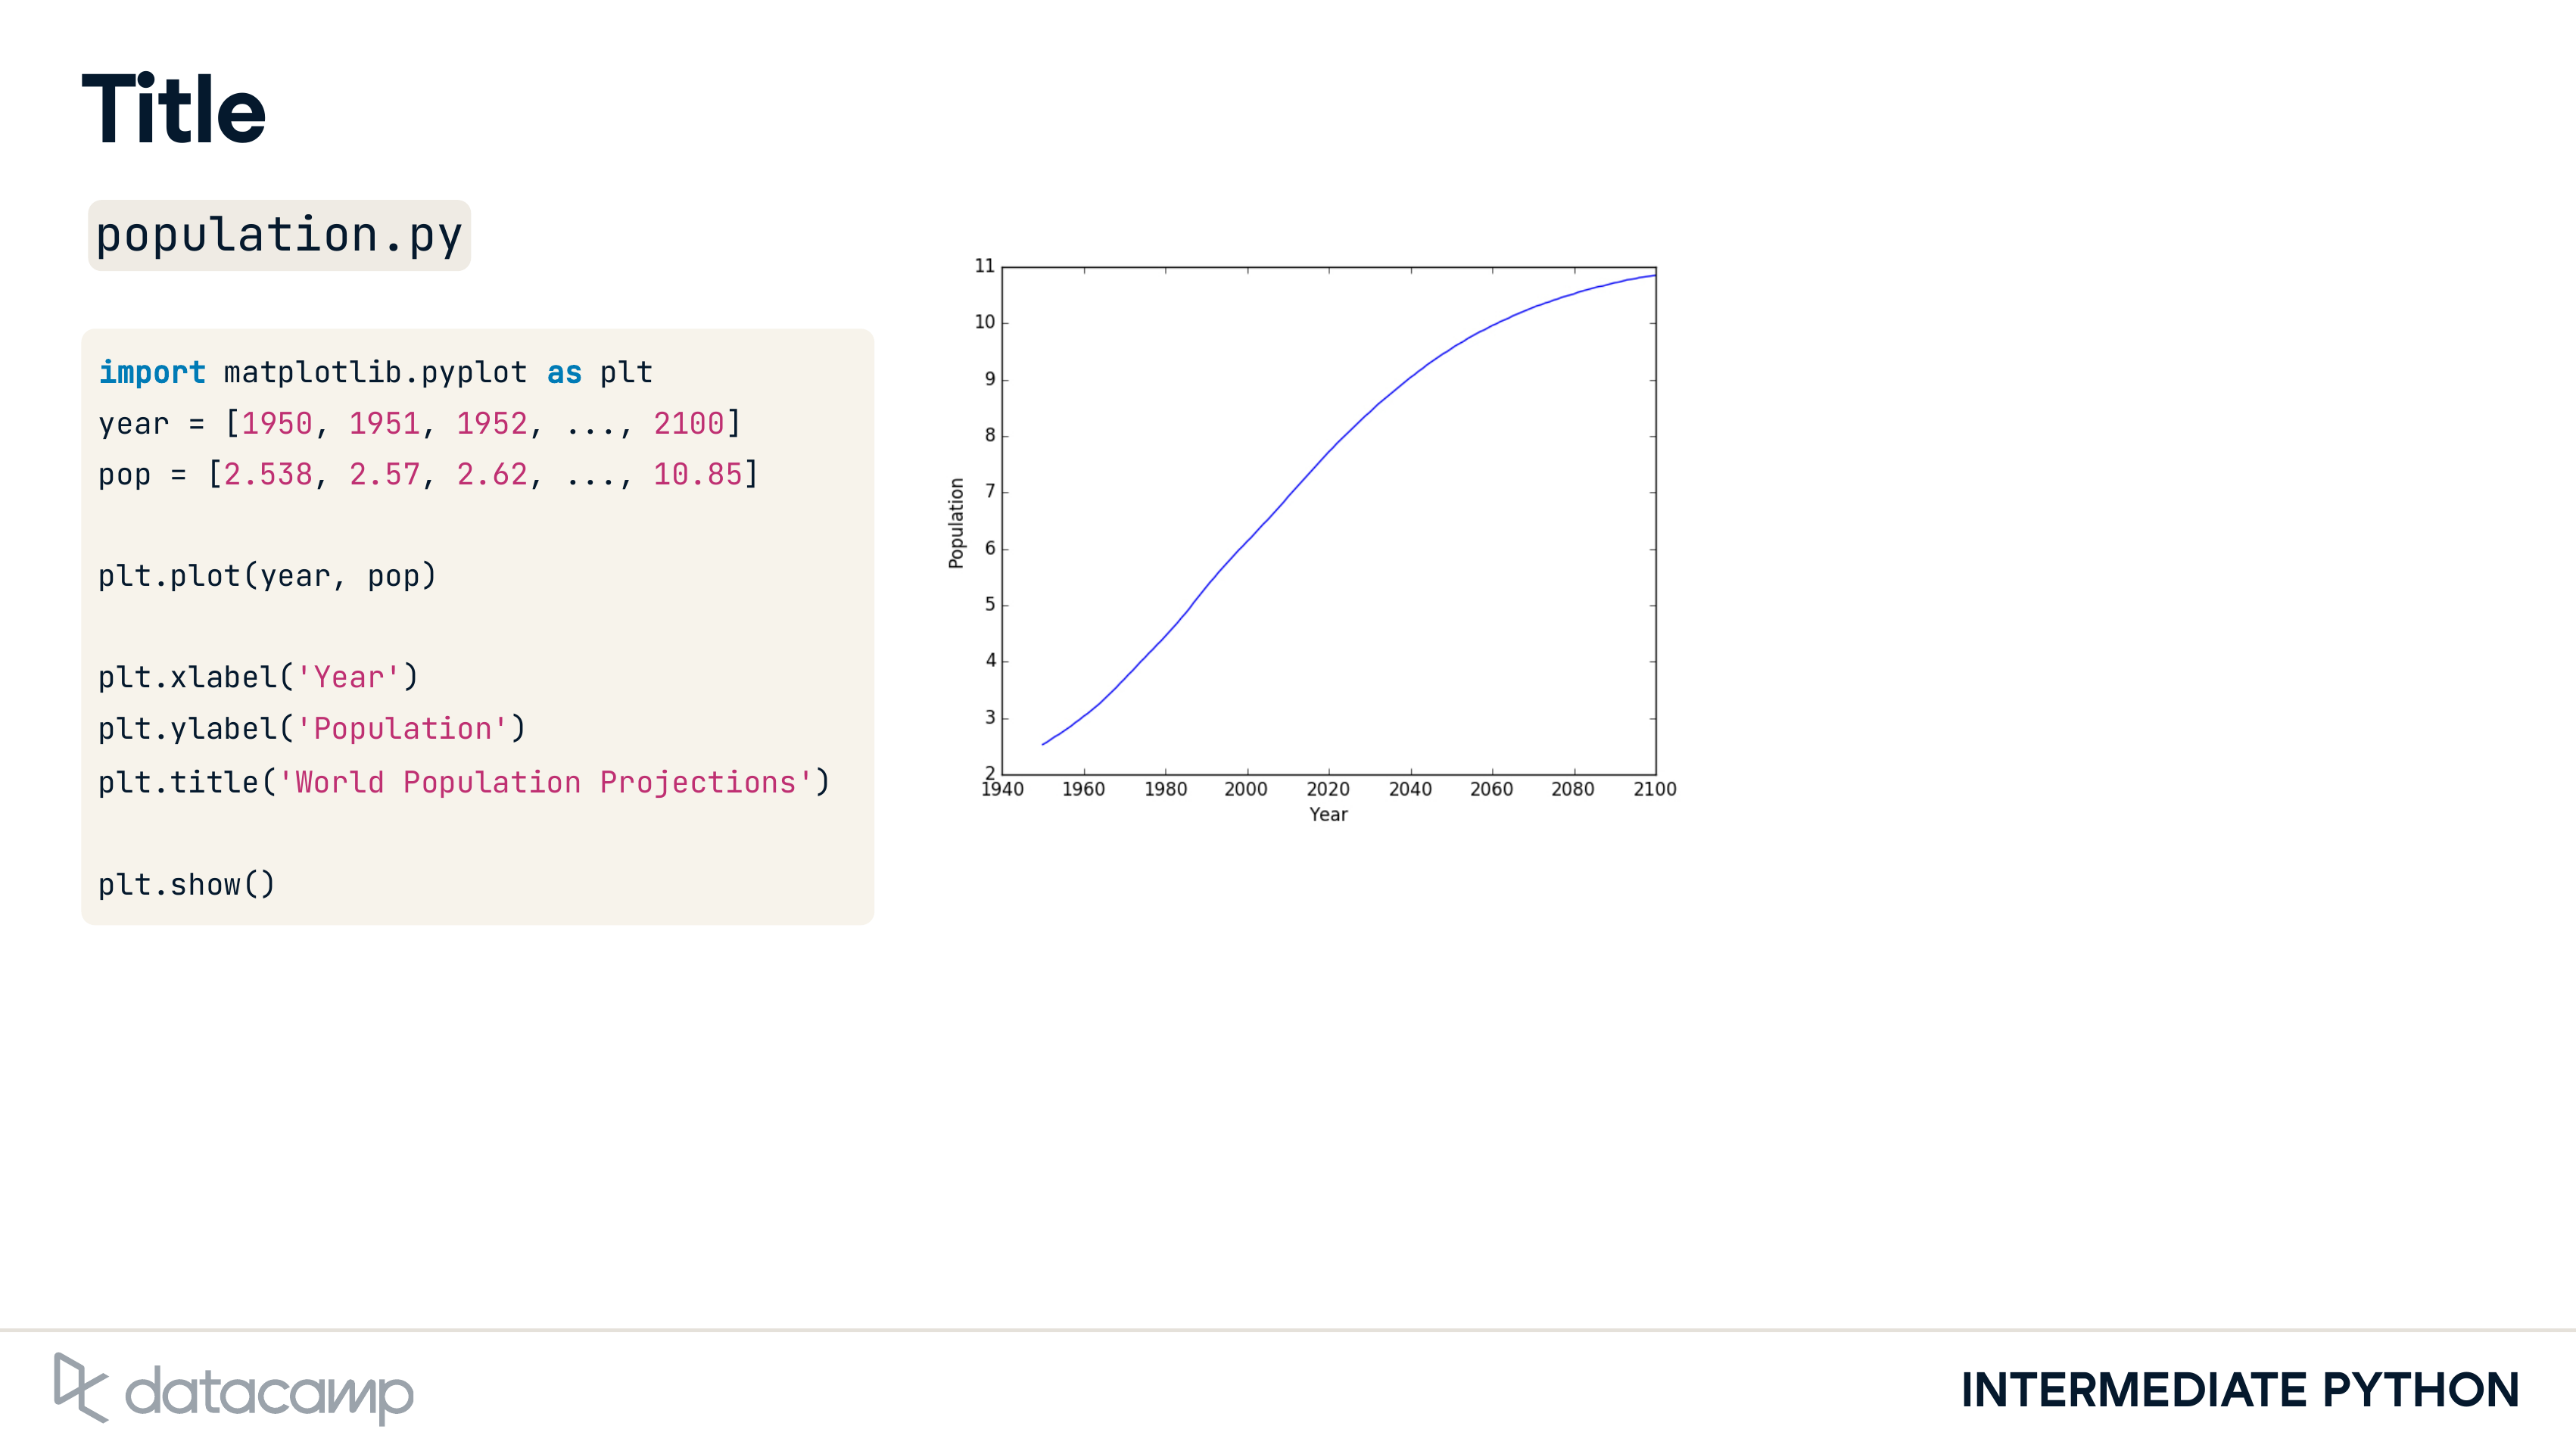 Title
population.py
import matplotlib.pyplot as plt
year = [1950, 1951, 1952, ..., 2100]
pop = [2.538, 2.57, 2.62, ..., 10.85]
plt.plot(year, pop)
plt.xlabel('Year')
plt.ylabel('Population')
plt.title('World Population Projections')
plt.show()
11
10
9
8
7
6
5
4
3
2
Population
1940 1960 1980 2000 2020 2040 2060 2080 2100
Year
datacamp
INTERMEDIATE PYTHON